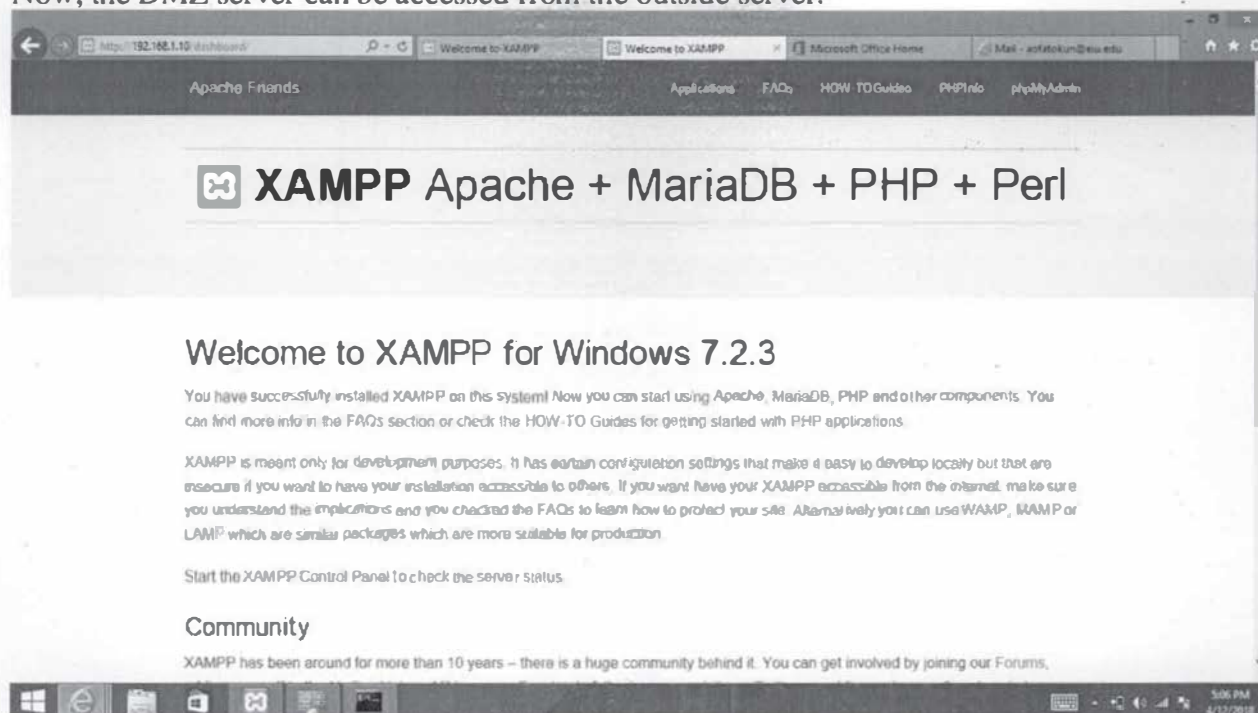 Now, the DMZ server can be accessed from the outside server.
http://192.168.1.10/dashboard/
Welcome to XAMPP
Welcome to XAMPP
Microsoft Office Home
Mail - aofatokun@eiu.edu
Apache Friends
Applications
FAQs
HOW-TO Guides
PHPInfo
phpMyAdmin
XAMPP Apache + MariaDB + PHP + Perl
Welcome to XAMPP for Windows 7.2.3
You have successfully installed XAMPP on this system! Now you can start using Apache, MariaDB, PHP and other components. You
can find more info in the FAQs section or check the HOW-TO Guides for getting started with PHP applications.
XAMPP is meant only for development purposes. It has certain configuration settings that make it easy to develop locally but that are
insecure if you want to have your installation accessible to others. If you want have your XAMPP accessible from the internet, make sure
you understand the implications and you checked the FAQs to learn how to protect your site. Alternatively you can use WAMP, MAMP or
LAMP which are similar packages which are more suitable for production.
Start the XAMPP Control Panel to check the server status.
Community
XAMPP has been around for more than 10 years – there is a huge community behind it. You can get involved by joining our Forums,
5:06 PM
4/12/2018